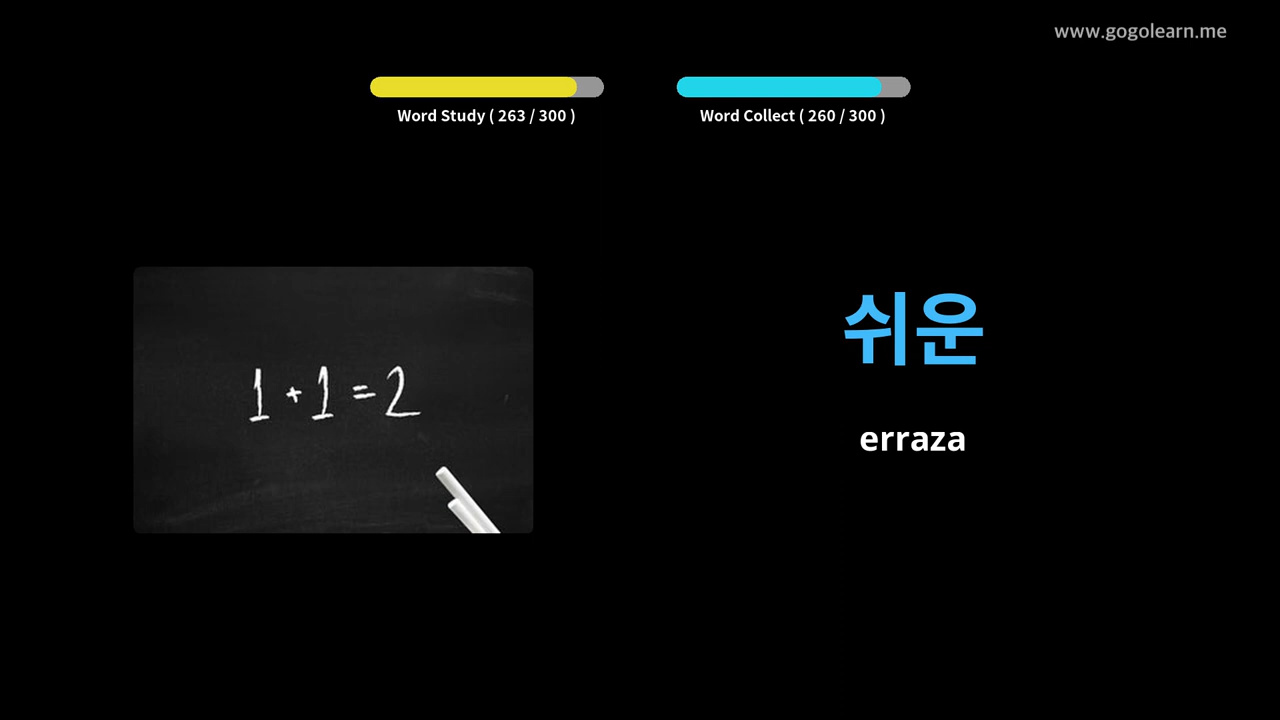 www.gogolearn.me
Word Study ( 263 / 300 )
Word Collect ( 260 / 300 )
1 + 1 = 2
쉬운
erraza